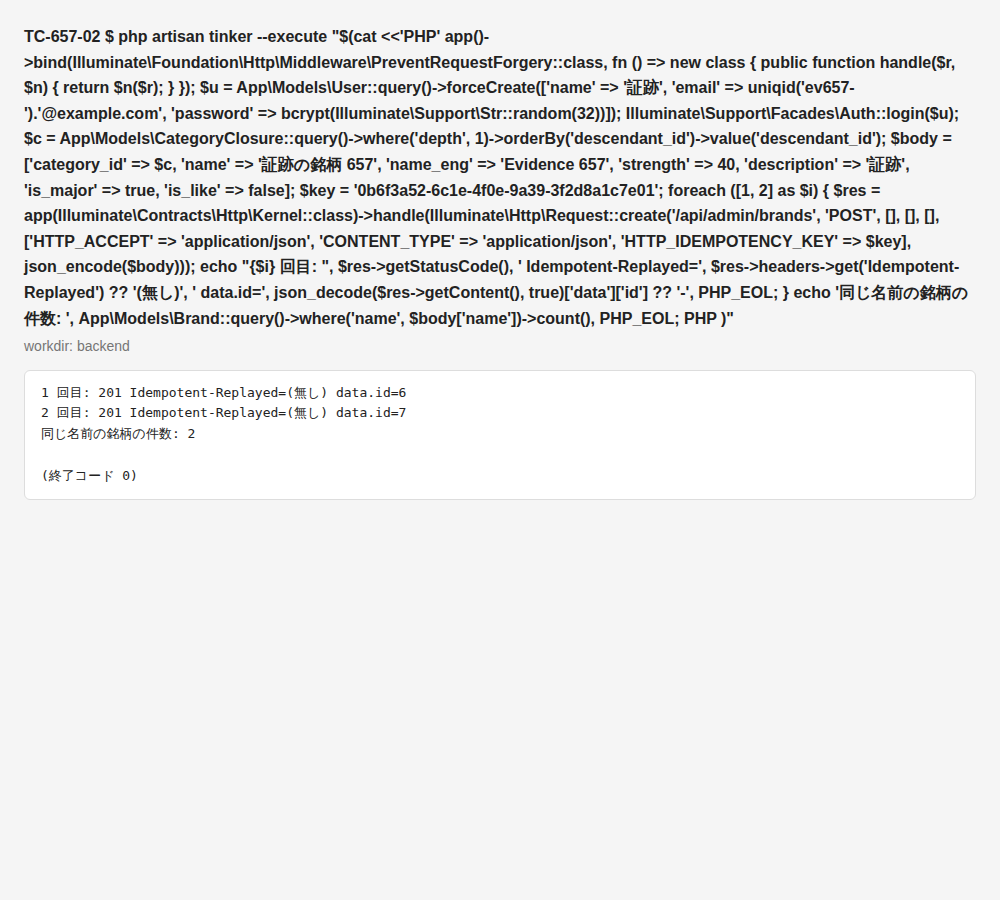 TC-657-02 $ php artisan tinker --execute "$(cat <<'PHP' app()-
>bind(Illuminate\Foundation\Http\Middleware\PreventRequestForgery::class, fn () => new class { public function handle($r,
$n) { return $n($r); } }); $u = App\Models\User::query()->forceCreate(['name' => '証跡', 'email' => uniqid('ev657-
').'@example.com', 'password' => bcrypt(Illuminate\Support\Str::random(32))]); Illuminate\Support\Facades\Auth::login($u);
$c = App\Models\CategoryClosure::query()->where('depth', 1)->orderBy('descendant_id')->value('descendant_id'); $body =
['category_id' => $c, 'name' => '証跡の銘柄 657', 'name_eng' => 'Evidence 657', 'strength' => 40, 'description' => '証跡',
'is_major' => true, 'is_like' => false]; $key = '0b6f3a52-6c1e-4f0e-9a39-3f2d8a1c7e01'; foreach ([1, 2] as $i) { $res =
app(Illuminate\Contracts\Http\Kernel::class)->handle(Illuminate\Http\Request::create('/api/admin/brands', 'POST', [], [], [],
['HTTP_ACCEPT' => 'application/json', 'CONTENT_TYPE' => 'application/json', 'HTTP_IDEMPOTENCY_KEY' => $key],
json_encode($body))); echo "{$i} 回目: ", $res->getStatusCode(), ' Idempotent-Replayed=', $res->headers->get('Idempotent-
Replayed') ?? '(無し)', ' data.id=', json_decode($res->getContent(), true)['data']['id'] ?? '-', PHP_EOL; } echo '同じ名前の銘柄の
件数: ', App\Models\Brand::query()->where('name', $body['name'])->count(), PHP_EOL; PHP )"
workdir: backend
1 回目: 201 Idempotent-Replayed=(無し) data.id=6
2 回目: 201 Idempotent-Replayed=(無し) data.id=7
同じ名前の銘柄の件数: 2
(終了コード 0)